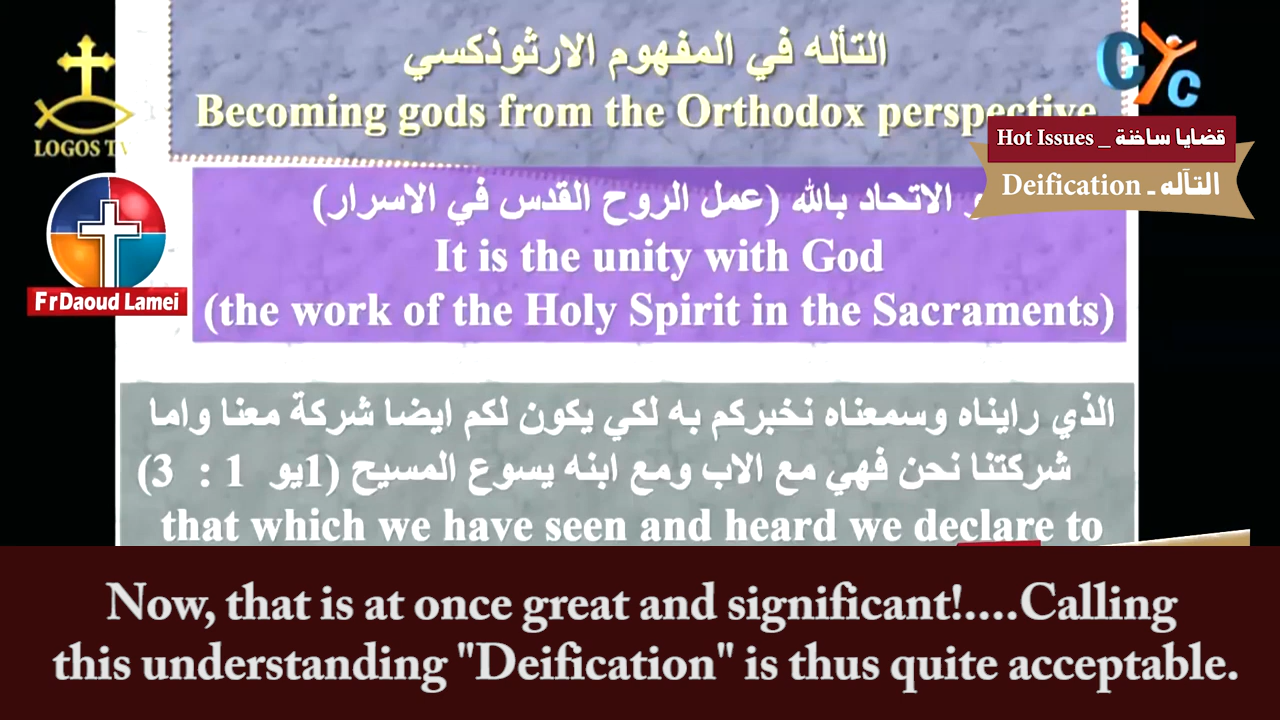 التأله في المفهوم الارثوذكسي
Becoming gods from the Orthodox perspective
CYC
LOGOS TV
Hot Issues _ قضايا ساخنة
Deification ـ التآله
FrDaoud Lamei
الاتحاد بالله (عمل الروح القدس في الاسرار)
It is the unity with God
(the work of the Holy Spirit in the Sacraments)
الذي رايناه وسمعناه نخبركم به لكي يكون لكم ايضا شركة معنا واما
شركتنا نحن فهي مع الاب ومع ابنه يسوع المسيح (1يو 1 : 3)
that which we have seen and heard we declare to
Now, that is at once great and significant!....Calling
this understanding "Deification" is thus quite acceptable.